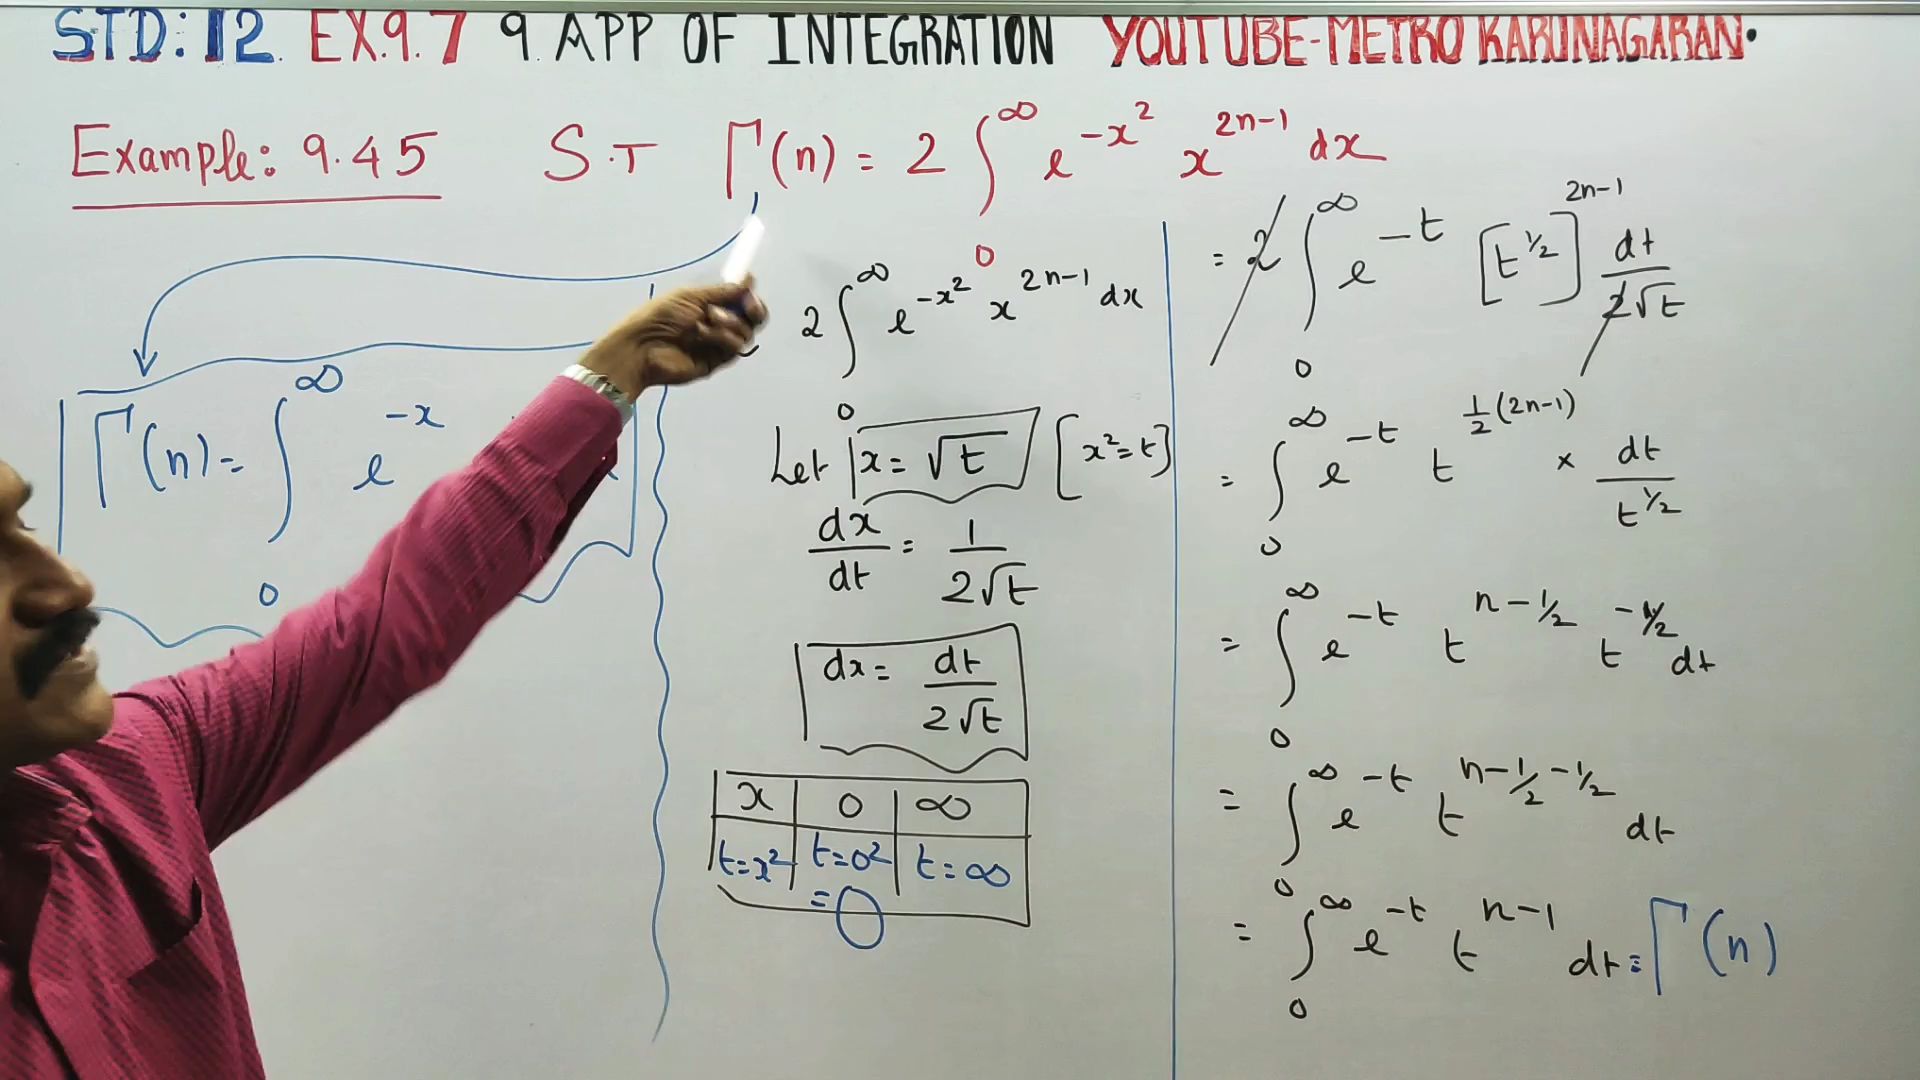 STD: 12. EX.9.7 9. APP OF INTEGRATION YOUTUBE-METRO KARUNAGARAN.
Example: 9.45 S.T Γ(n) = 2 ∫₀^∞ e^{-x²} x^{2n-1} dx
Γ(n) = ∫₀^∞ e^{-x}
2 ∫₀^∞ e^{-x²} x^{2n-1} dx
Let x = √t [x² = t]
dx/dt = 1/2√t
dx = dt/2√t
x 0 ∞
t=x² t=0² t=∞
=0
= 2 ∫₀^∞ e^{-t} [t^{1/2}]^{2n-1} dt/2√t
= ∫₀^∞ e^{-t} t^{1/2(2n-1)} × dt/t^{1/2}
= ∫₀^∞ e^{-t} t^{n-1/2} t^{-1/2} dt
= ∫₀^∞ e^{-t} t^{n-1/2-1/2} dt
= ∫₀^∞ e^{-t} t^{n-1} dt = Γ(n)